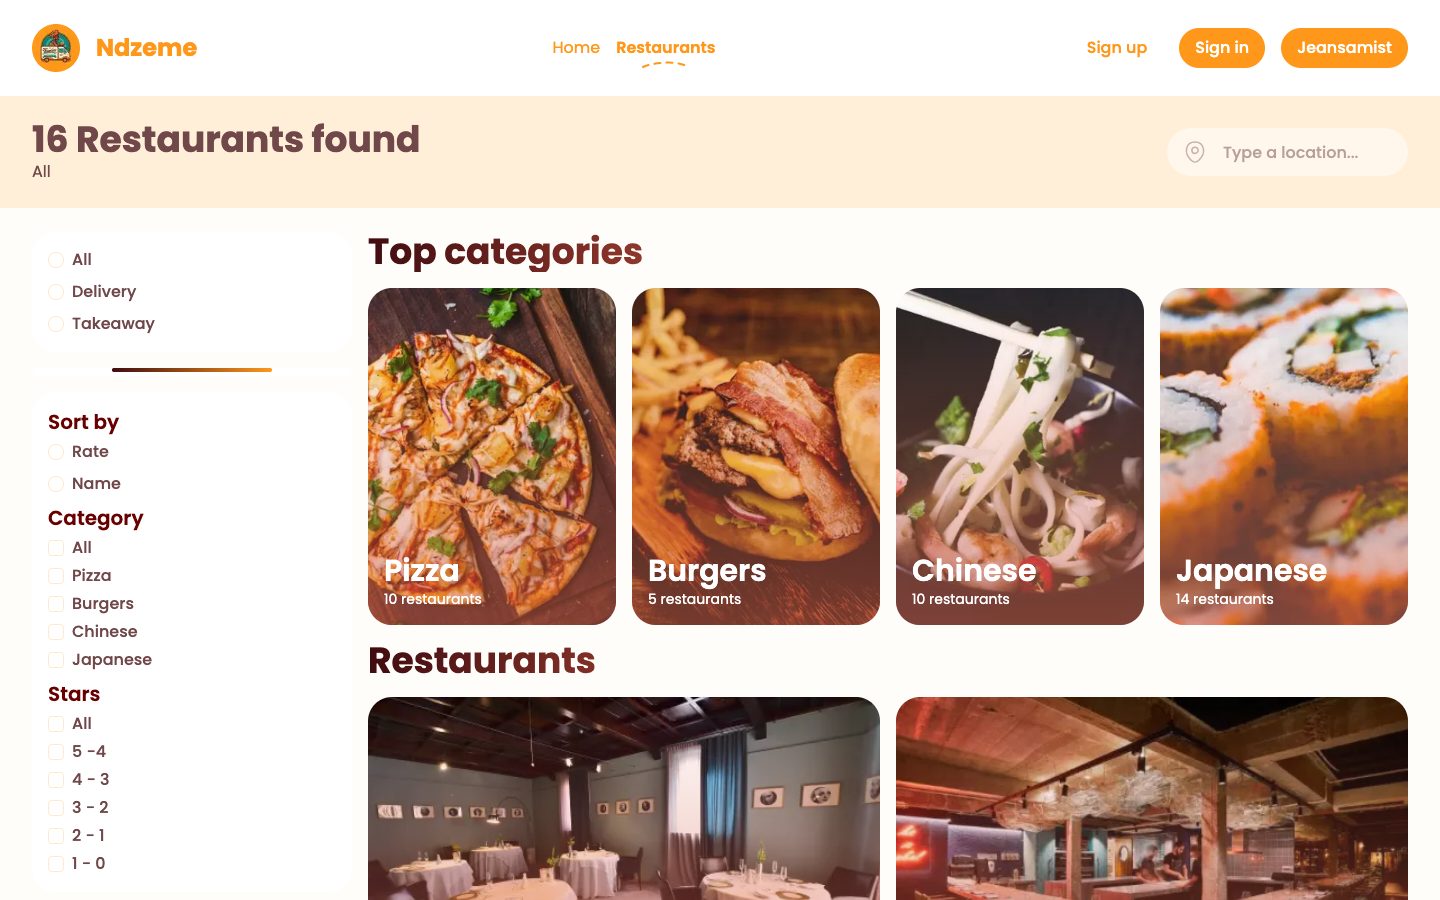 Ndzeme
Home
Restaurants
Sign up
Sign in
Jeansamist
16 Restaurants found
All
Type a location...
All
Delivery
Takeaway
Sort by
Rate
Name
Category
All
Pizza
Burgers
Chinese
Japanese
Stars
All
5 -4
4 - 3
3 - 2
2 - 1
1 - 0
Top categories
Pizza
10 restaurants
Burgers
5 restaurants
Chinese
10 restaurants
Japanese
14 restaurants
Restaurants